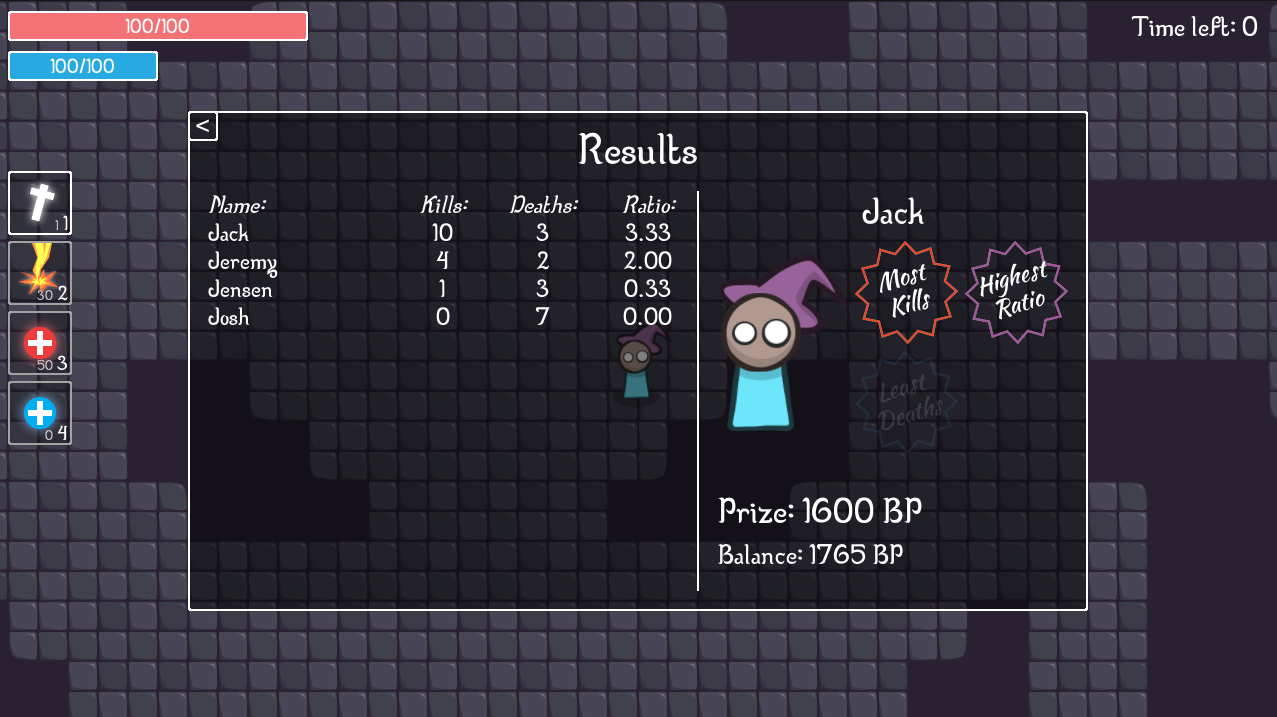 100/100
Time left: 0
100/100
<
Results
Name: Kills: Deaths: Ratio:
Jack 10 3 3.33
Jeremy 4 2 2.00
Jensen 1 3 0.33
Josh 0 7 0.00
Jack
Most
Kills
Highest
Ratio
Least
Deaths
Prize: 1600 BP
Balance: 1765 BP
1 1
30 2
50 3
0 4